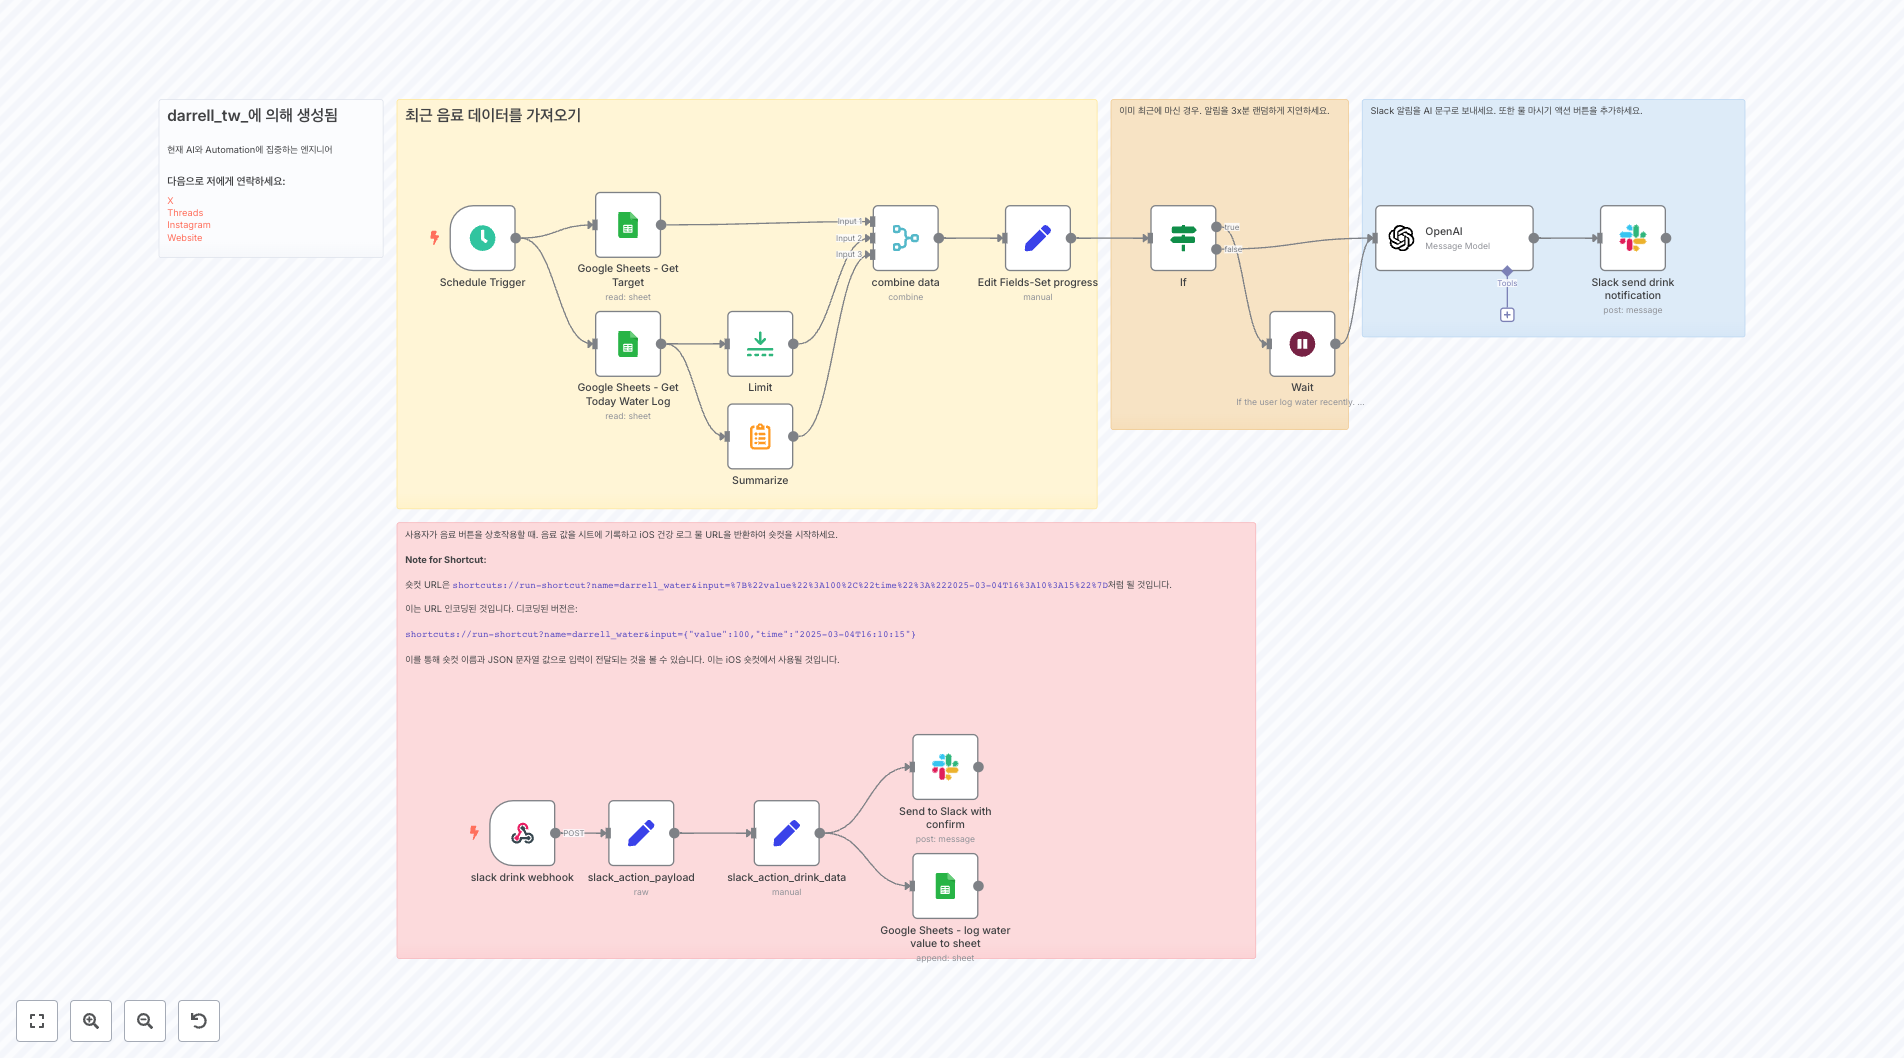 darrell_tw_에 의해 생성됨
현재 AI와 Automation에 집중하는 엔지니어
다음으로 저에게 연락하세요:
X
Threads
Instagram
Website
최근 음료 데이터를 가져오기
Schedule Trigger
Google Sheets - Get
Target
read: sheet
Google Sheets - Get
Today Water Log
read: sheet
Limit
Summarize
Input 1
Input 2
Input 3
combine data
combine
Edit Fields-Set progress
manual
이미 최근에 마신 경우. 알림을 3x분 랜덤하게 지연하세요.
If
true
false
Wait
If the user log water recently. ...
Slack 알림을 AI 문구로 보내세요. 또한 물 마시기 액션 버튼을 추가하세요.
OpenAI
Message Model
Tools
Slack send drink
notification
post: message
사용자가 음료 버튼을 상호작용할 때. 음료 값을 시트에 기록하고 iOS 건강 로그 물 URL을 반환하여 숏컷을 시작하세요.
Note for Shortcut:
숏컷 URL은 shortcuts://run-shortcut?name=darrell_water&input=%7B%22value%22%3A100%2C%22time%22%3A%222025-03-04T16%3A10%3A15%22%7D처럼 될 것입니다.
이는 URL 인코딩된 것입니다. 디코딩된 버전은:
shortcuts://run-shortcut?name=darrell_water&input={"value":100,"time":"2025-03-04T16:10:15"}
이를 통해 숏컷 이름과 JSON 문자열 값으로 입력이 전달되는 것을 볼 수 있습니다. 이는 iOS 숏컷에서 사용될 것입니다.
slack drink webhook
POST
slack_action_payload
raw
slack_action_drink_data
manual
Send to Slack with
confirm
post: message
Google Sheets - log water
value to sheet
append: sheet